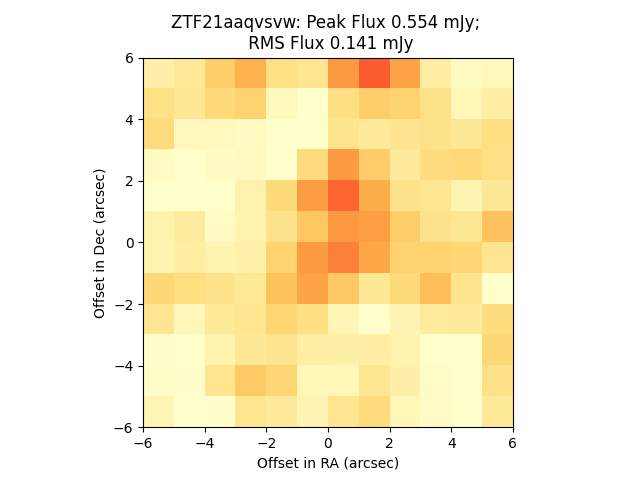 ZTF21aaqvsvw: Peak Flux 0.554 mJy;
RMS Flux 0.141 mJy
6
4
2
0
−2
−4
−6
Offset in Dec (arcsec)
−6 −4 −2 0 2 4 6
Offset in RA (arcsec)